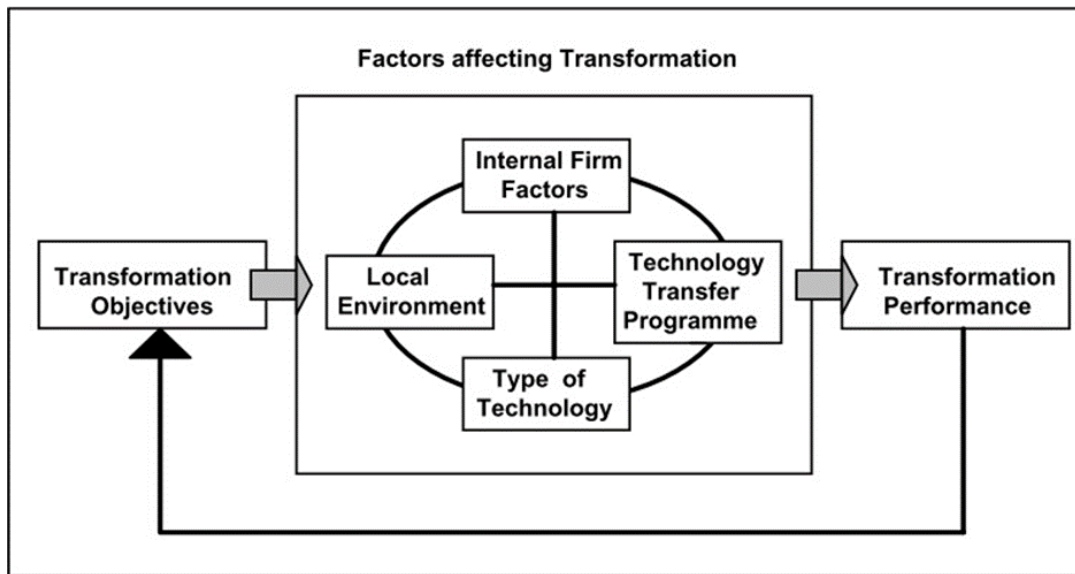 Factors affecting Transformation
Internal Firm
Factors
Transformation
Objectives
Local
Environment
Technology
Transfer
Programme
Transformation
Performance
Type of
Technology